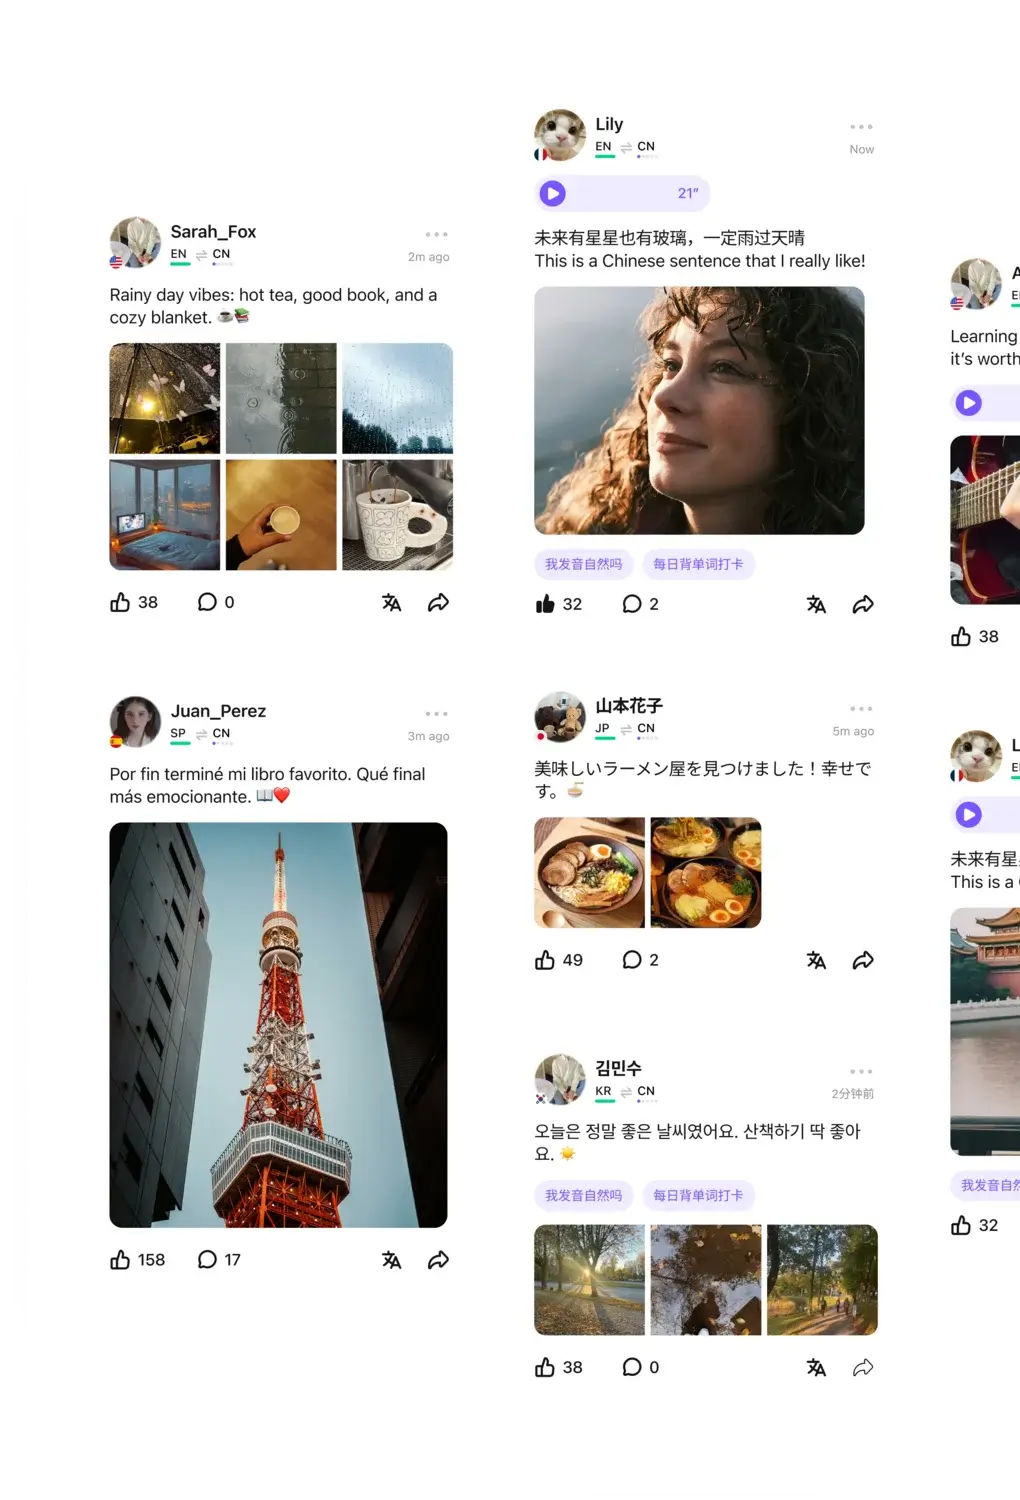 Sarah_Fox
EN CN
2m ago
Rainy day vibes: hot tea, good book, and a
cozy blanket. ☕📚
38
0
Juan_Perez
SP CN
3m ago
Por fin terminé mi libro favorito. Qué final
más emocionante. 📖❤️
158
17
Lily
EN CN
Now
21"
未来有星星也有玻璃，一定雨过天晴
This is a Chinese sentence that I really like!
我发音自然吗
每日背单词打卡
32
2
山本花子
JP CN
5m ago
美味しいラーメン屋を見つけました！幸せで
す。🍜
49
2
김민수
KR CN
2分钟前
오늘은 정말 좋은 날씨였어요. 산책하기 딱 좋아
요. ☀️
我发音自然吗
每日背单词打卡
38
0
A
E
Learning
it's worth
38
L
E
未来有星
This is a
我发音自然
32